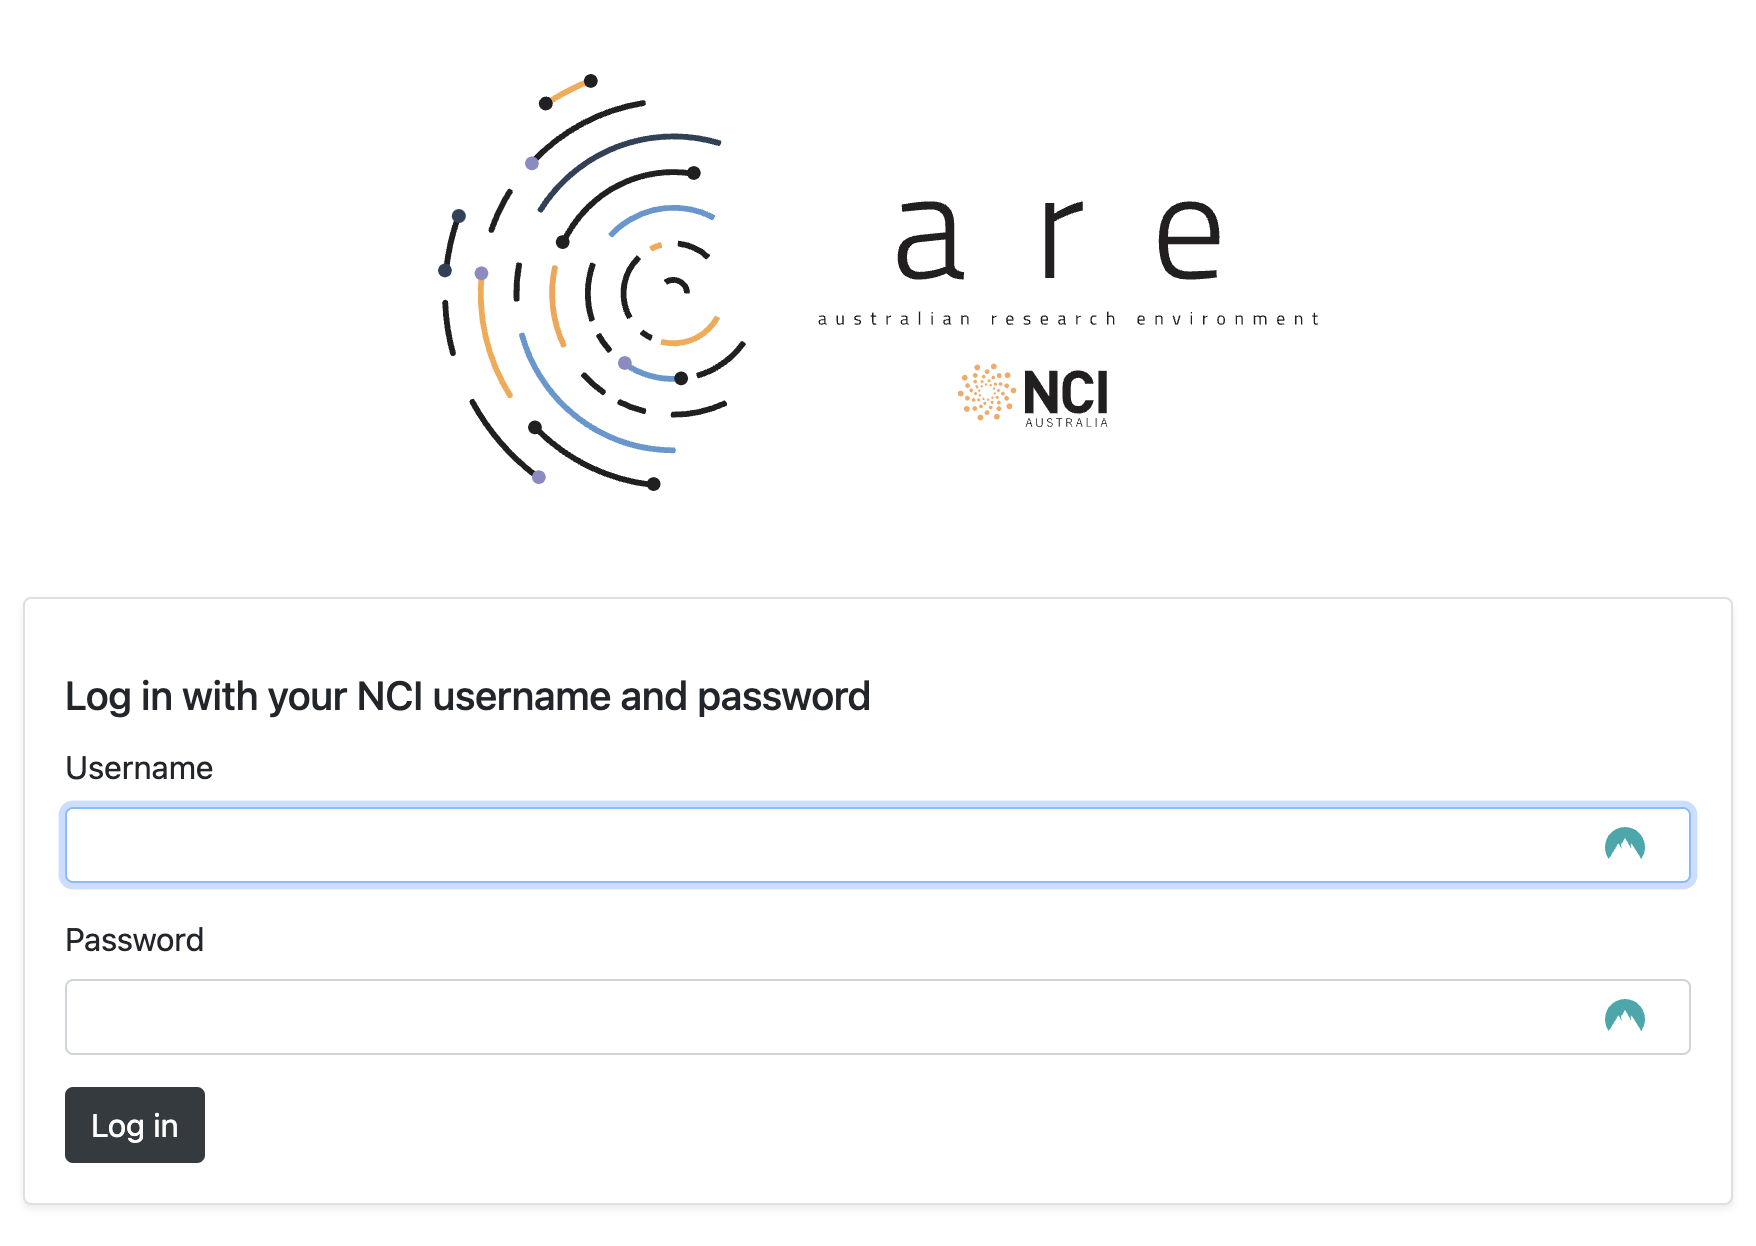 are
australian research environment
NCI
AUSTRALIA
Log in with your NCI username and password
Username
Password
Log in